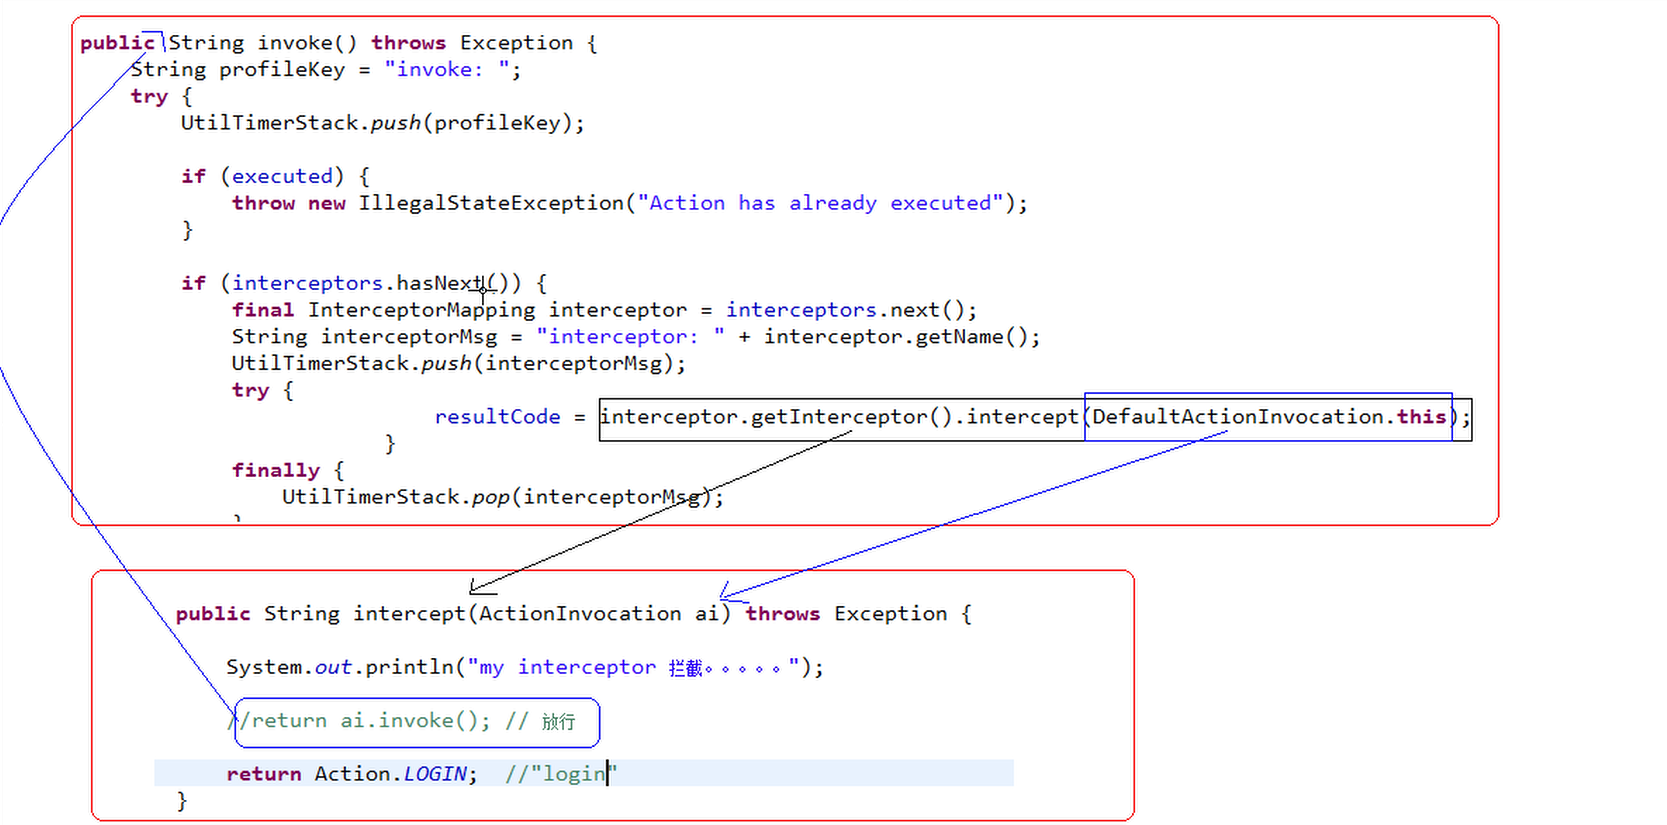 public String invoke() throws Exception {
String profileKey = "invoke: ";
try {
UtilTimerStack.push(profileKey);
if (executed) {
throw new IllegalStateException("Action has already executed");
}
if (interceptors.hasNext()) {
final InterceptorMapping interceptor = interceptors.next();
String interceptorMsg = "interceptor: " + interceptor.getName();
UtilTimerStack.push(interceptorMsg);
try {
resultCode = interceptor.getInterceptor().intercept(DefaultActionInvocation.this);
}
finally {
UtilTimerStack.pop(interceptorMsg);
}
public String intercept(ActionInvocation ai) throws Exception {
System.out.println("my interceptor 拦截。。。。。");
//return ai.invoke(); // 放行
return Action.LOGIN;  //"login"
}